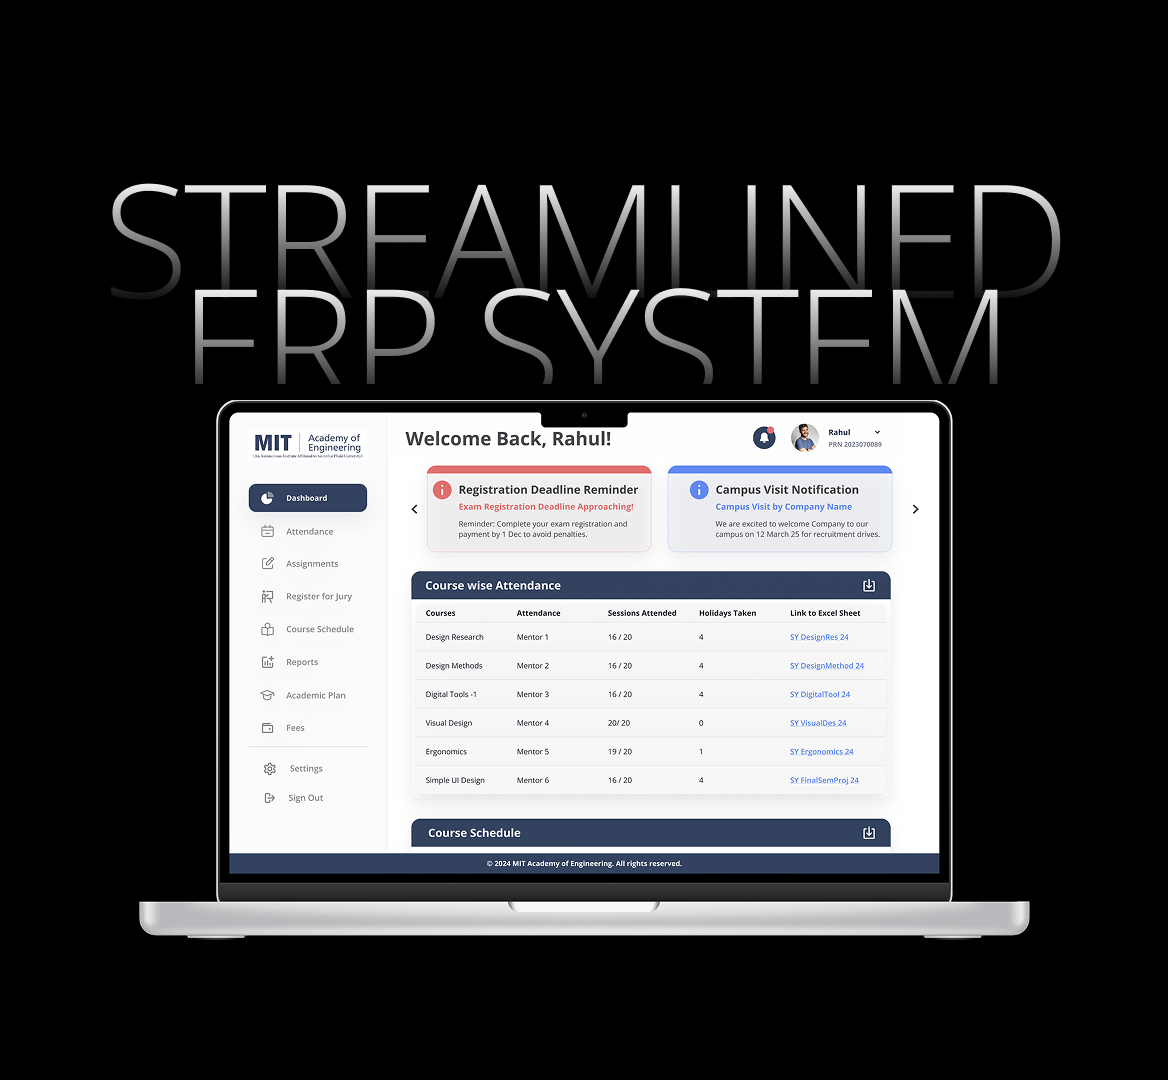 STREAMLINED
ERP SYSTEM
MIT
Academy of
Engineering
Welcome Back, Rahul!
Rahul
PRN 2023070089
Dashboard
Attendance
Assignments
Register for Jury
Course Schedule
Reports
Academic Plan
Fees
Settings
Sign Out
Registration Deadline Reminder
Exam Registration Deadline Approaching!
Reminder: Complete your exam registration and
payment by 1 Dec to avoid penalties.
Campus Visit Notification
Campus Visit by Company Name
We are excited to welcome Company to our
campus on 12 March 25 for recruitment drives.
Course wise Attendance
Courses Attendance Sessions Attended Holidays Taken Link to Excel Sheet
Design Research Mentor 1 16 / 20 4 SY DesignRes 24
Design Methods Mentor 2 16 / 20 4 SY DesignMethod 24
Digital Tools -1 Mentor 3 16 / 20 4 SY DigitalTool 24
Visual Design Mentor 4 20/ 20 0 SY VisualDes 24
Ergonomics Mentor 5 19 / 20 1 SY Ergonomics 24
Simple UI Design Mentor 6 16 / 20 4 SY FinalSemProj 24
Course Schedule
© 2024 MIT Academy of Engineering. All rights reserved.